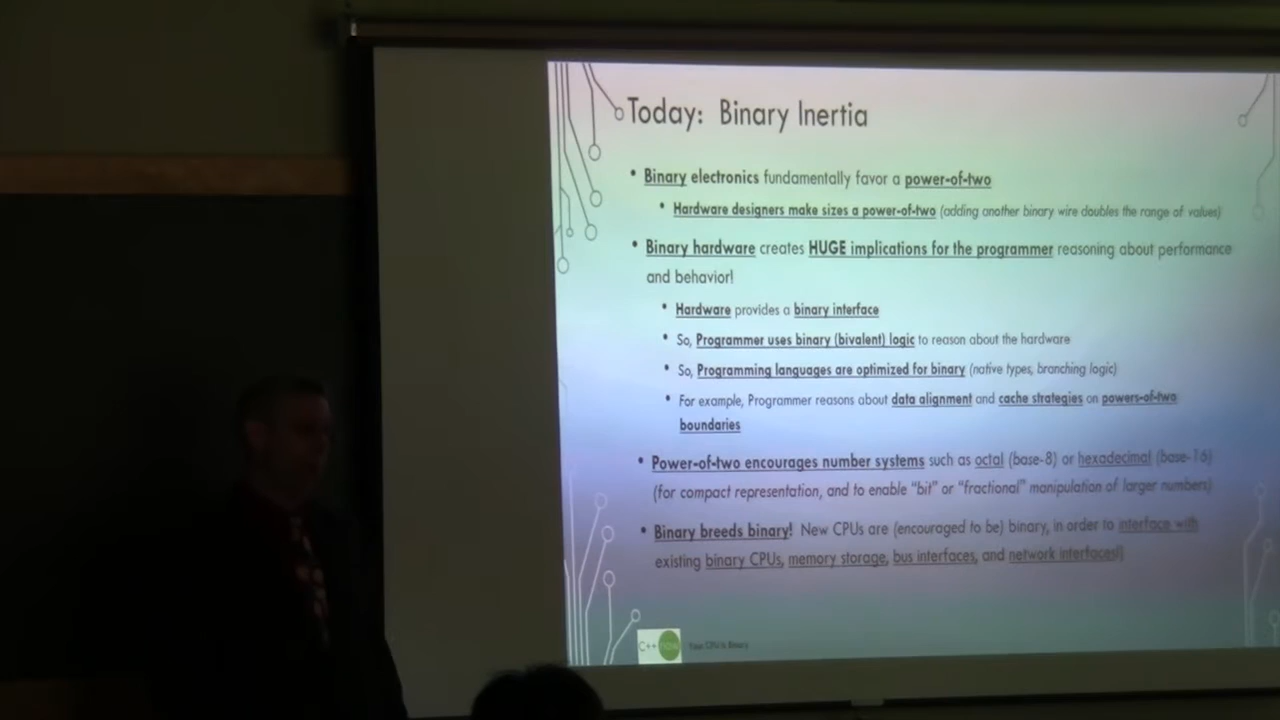 Today: Binary Inertia
• Binary electronics fundamentally favor a power-of-two
• Hardware designers make sizes a power-of-two (adding another binary wire doubles the range of values)
• Binary hardware creates HUGE implications for the programmer reasoning about performance
and behavior!
• Hardware provides a binary interface
• So, Programmer uses binary (bivalent) logic to reason about the hardware
• So, Programming languages are optimized for binary (native types, branching logic)
• For example, Programmer reasons about data alignment and cache strategies on powers-of-two
boundaries
• Power-of-two encourages number systems such as octal (base-8) or hexadecimal (base-16)
(for compact representation, and to enable "bit" or "fractional" manipulation of larger numbers)
• Binary breeds binary! New CPUs are (encouraged to be) binary, in order to interface with
existing binary CPUs, memory storage, bus interfaces, and network interfaces!)
C++ now Your CPU is Binary